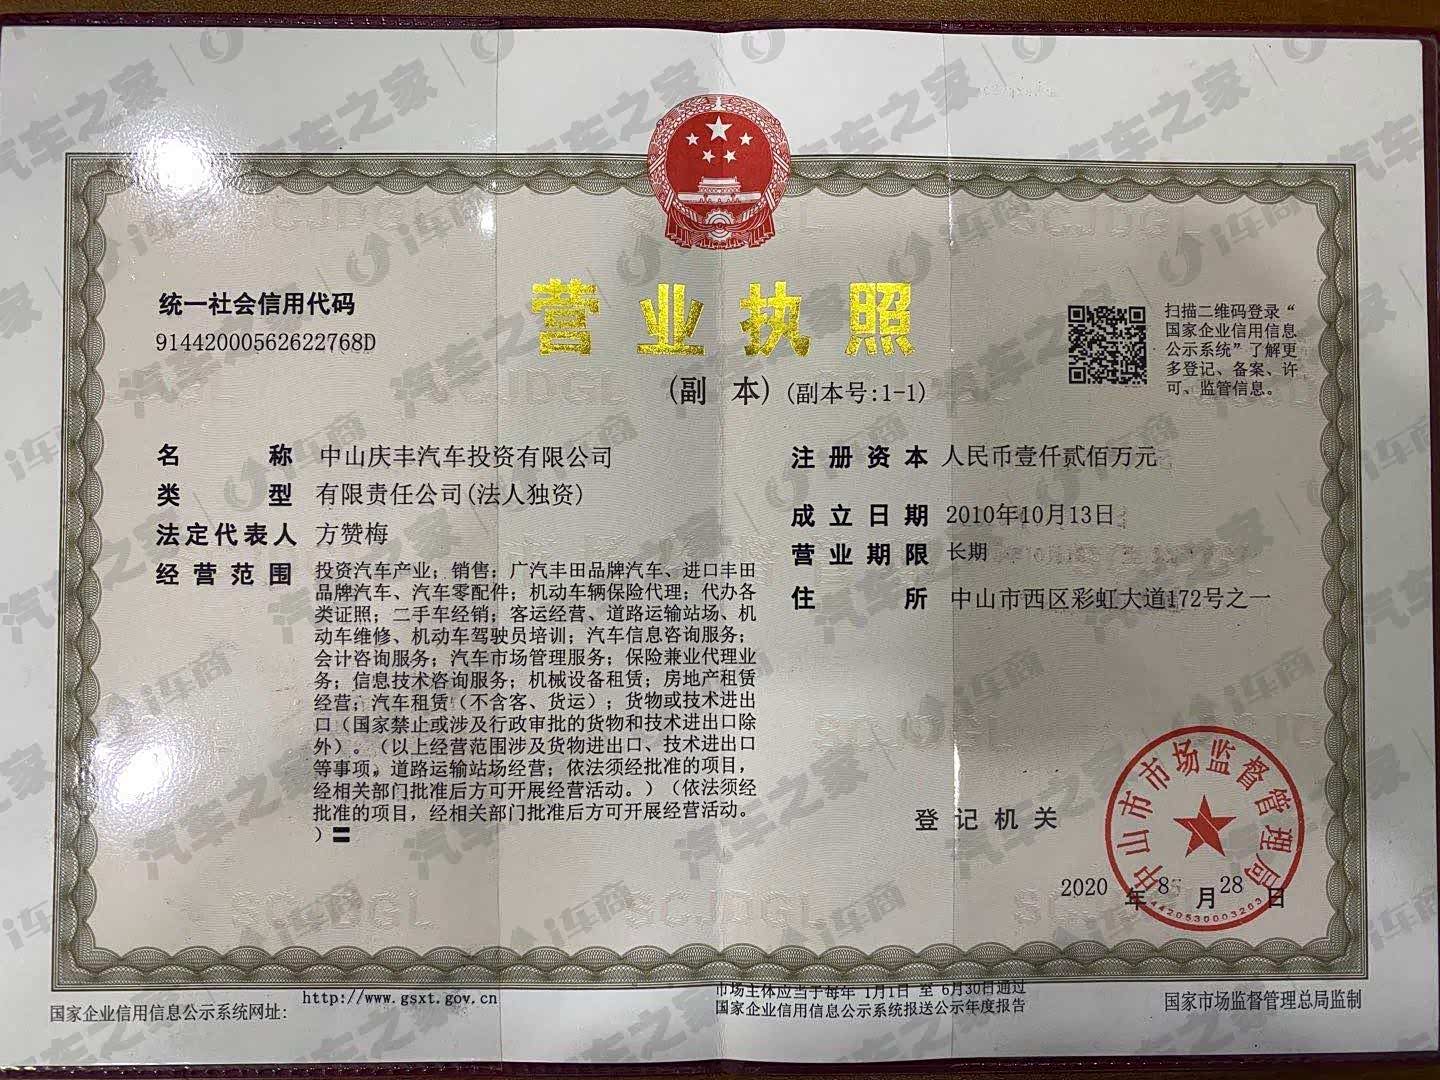 统一社会信用代码
91442000562622768D
营业执照
(副 本) (副本号:1-1)
扫描二维码登录“
国家企业信用信息
公示系统”了解更
多登记、备案、许
可、监管信息。
名 称 中山庆丰汽车投资有限公司
类 型 有限责任公司(法人独资)
法定代表人 方赞梅
经营范围 投资汽车产业；销售：广汽丰田品牌汽车、进口丰田
品牌汽车、汽车零配件；机动车辆保险代理；代办各
类证照；二手车经销；客运经营、道路运输站场、机
动车维修、机动车驾驶员培训；汽车信息咨询服务；
会计咨询服务；汽车市场管理服务；保险兼业代理业
务；信息技术咨询服务；机械设备租赁；房地产租赁
经营；汽车租赁（不含客、货运）；货物或技术进出
口（国家禁止或涉及行政审批的货物和技术进出口除
外）。（以上经营范围涉及货物进出口、技术进出口
等事项，道路运输站场经营；依法须经批准的项目，
经相关部门批准后方可开展经营活动。）（依法须经
批准的项目，经相关部门批准后方可开展经营活动。
）
注册资本 人民币壹仟贰佰万元
成立日期 2010年10月13日
营业期限 长期
住 所 中山市西区彩虹大道172号之一
登记机关
中山市市场监督管理局
4420530003203
2020 年 8 月 28 日
国家企业信用信息公示系统网址: http://www.gsxt.gov.cn
市场主体应当于每年 1月1日 至 6月30日通过
国家企业信用信息公示系统报送公示年度报告
国家市场监督管理总局监制
汽车之家 i车商
SCJDGL